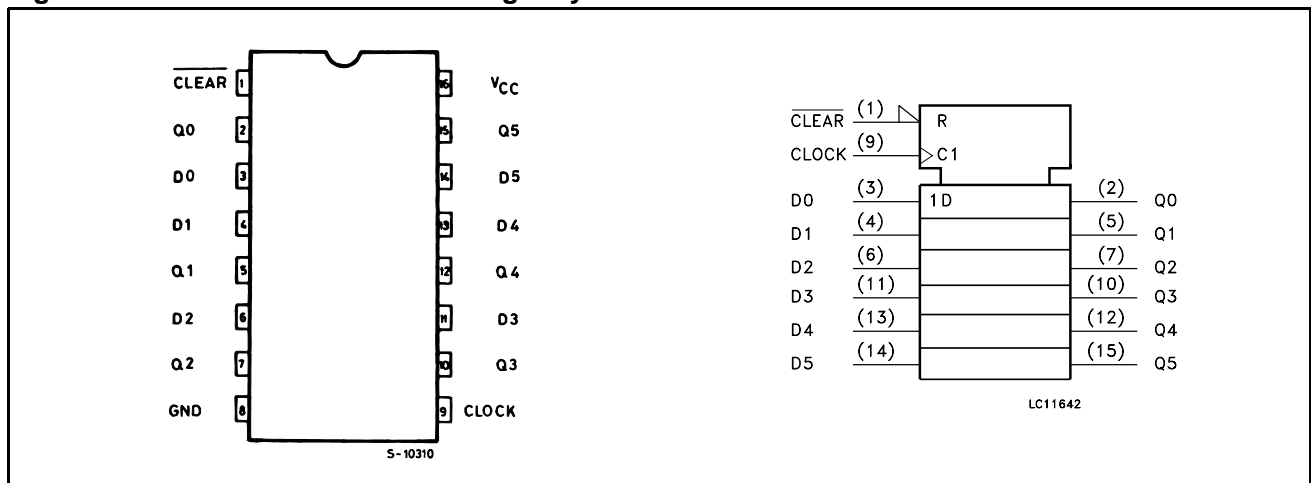 CLEAR 1 16 VCC
Q0 2 15 Q5
D0 3 14 D5
D1 4 13 D4
Q1 5 12 Q4
D2 6 11 D3
Q2 7 10 Q3
GND 8 9 CLOCK
S-10310
CLEAR (1) R
CLOCK (9) C1
D0 (3) 1D (2) Q0
D1 (4) (5) Q1
D2 (6) (7) Q2
D3 (11) (10) Q3
D4 (13) (12) Q4
D5 (14) (15) Q5
LC11642